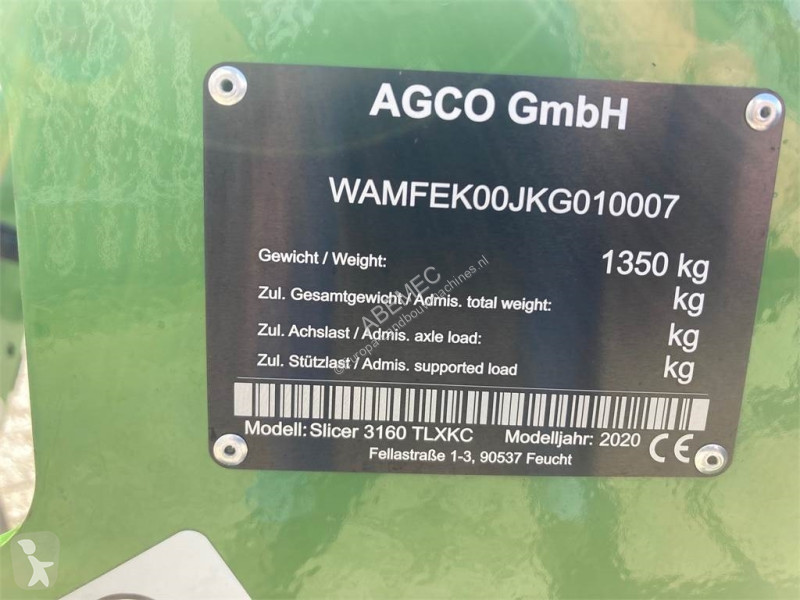 AGCO GmbH
WAMFEK00JKG010007
Gewicht / Weight: 1350 kg
Zul. Gesamtgewicht / Admis. total weight: kg
Zul. Achslast / Admis. axle load: kg
Zul. Stützlast / Admis. supported load kg
ABEMEC
Modell: Slicer 3160 TLXKC Modelljahr: 2020 CE
Fellastraße 1-3, 90537 Feucht